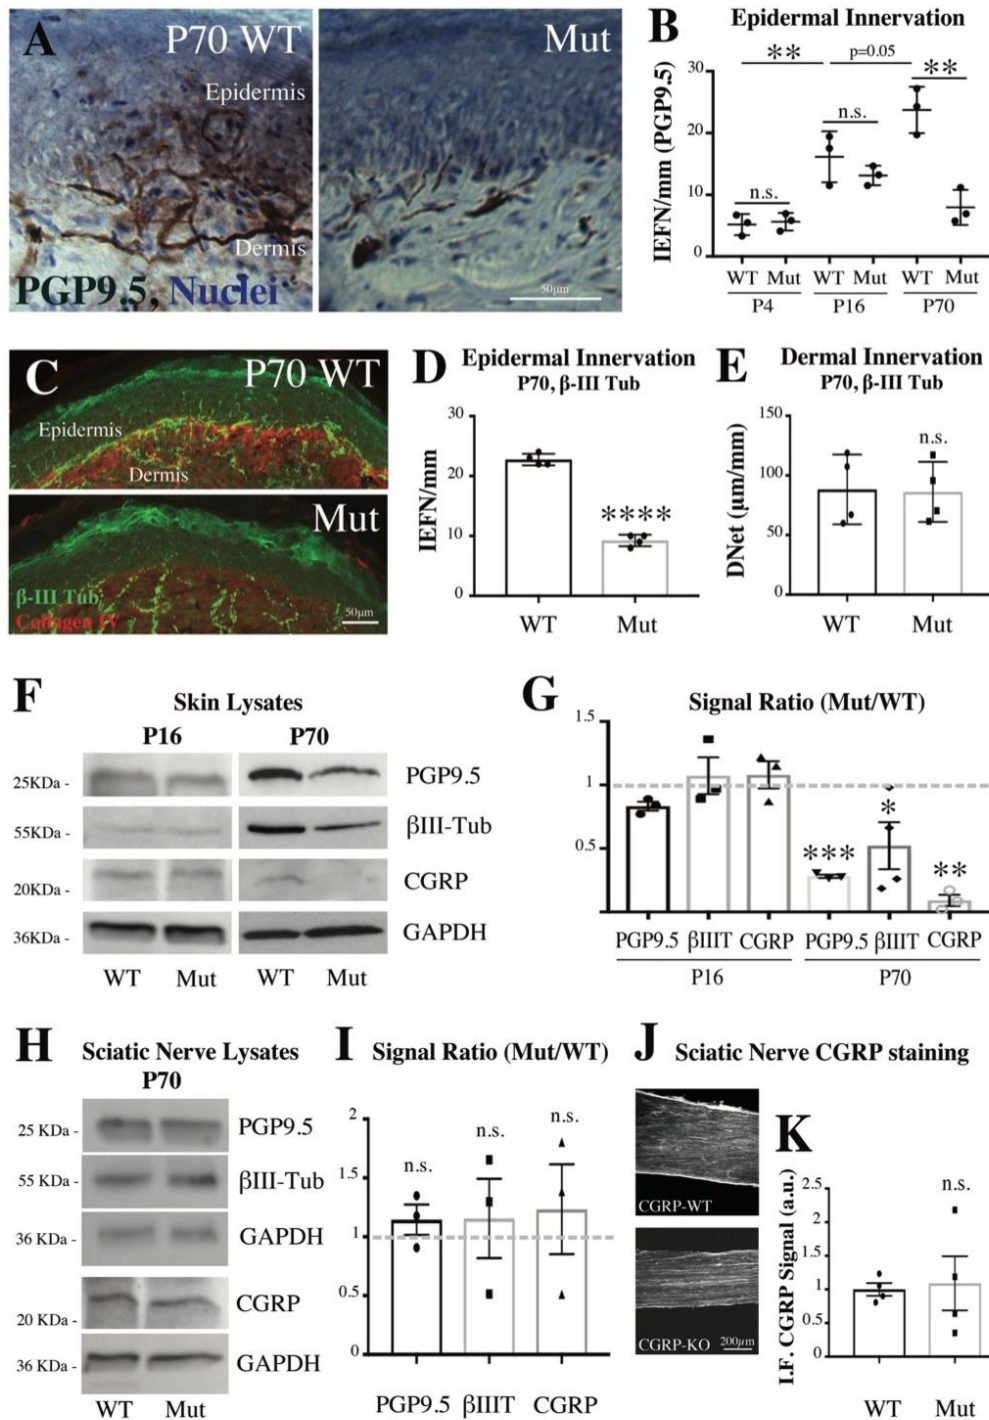 A
P70 WT
Epidermis
Dermis
PGP9.5, Nuclei
Mut
50µm
B
Epidermal Innervation
IEFN/mm (PGP9.5)
30
20
10
0
**
p=0.05
**
n.s.
n.s.
WT Mut WT Mut WT Mut
P4 P16 P70
C
P70 WT
Epidermis
Dermis
Mut
β-III Tub
Collagen IV
50µm
D
Epidermal Innervation
P70, β-III Tub
IEFN/mm
30
20
10
0
****
WT Mut
E
Dermal Innervation
P70, β-III Tub
DNet (µm/mm)
150
100
50
0
n.s.
WT Mut
F
Skin Lysates
P16 P70
25KDa - PGP9.5
55KDa - βIII-Tub
20KDa - CGRP
36KDa - GAPDH
WT Mut WT Mut
G
Signal Ratio (Mut/WT)
1.5
1
0.5
0
***
*
**
PGP9.5 βIIIT CGRP PGP9.5 βIIIT CGRP
P16 P70
H
Sciatic Nerve Lysates
P70
25 KDa - PGP9.5
55 KDa - βIII-Tub
36 KDa - GAPDH
20 KDa - CGRP
36 KDa - GAPDH
WT Mut
I
Signal Ratio (Mut/WT)
2
1.5
1
0.5
0
n.s.
n.s.
n.s.
PGP9.5 βIIIT CGRP
J
Sciatic Nerve CGRP staining
CGRP-WT
CGRP-KO
200µm
K
I.F. CGRP Signal (a.u.)
2.5
2
1.5
1
0.5
0
n.s.
WT Mut